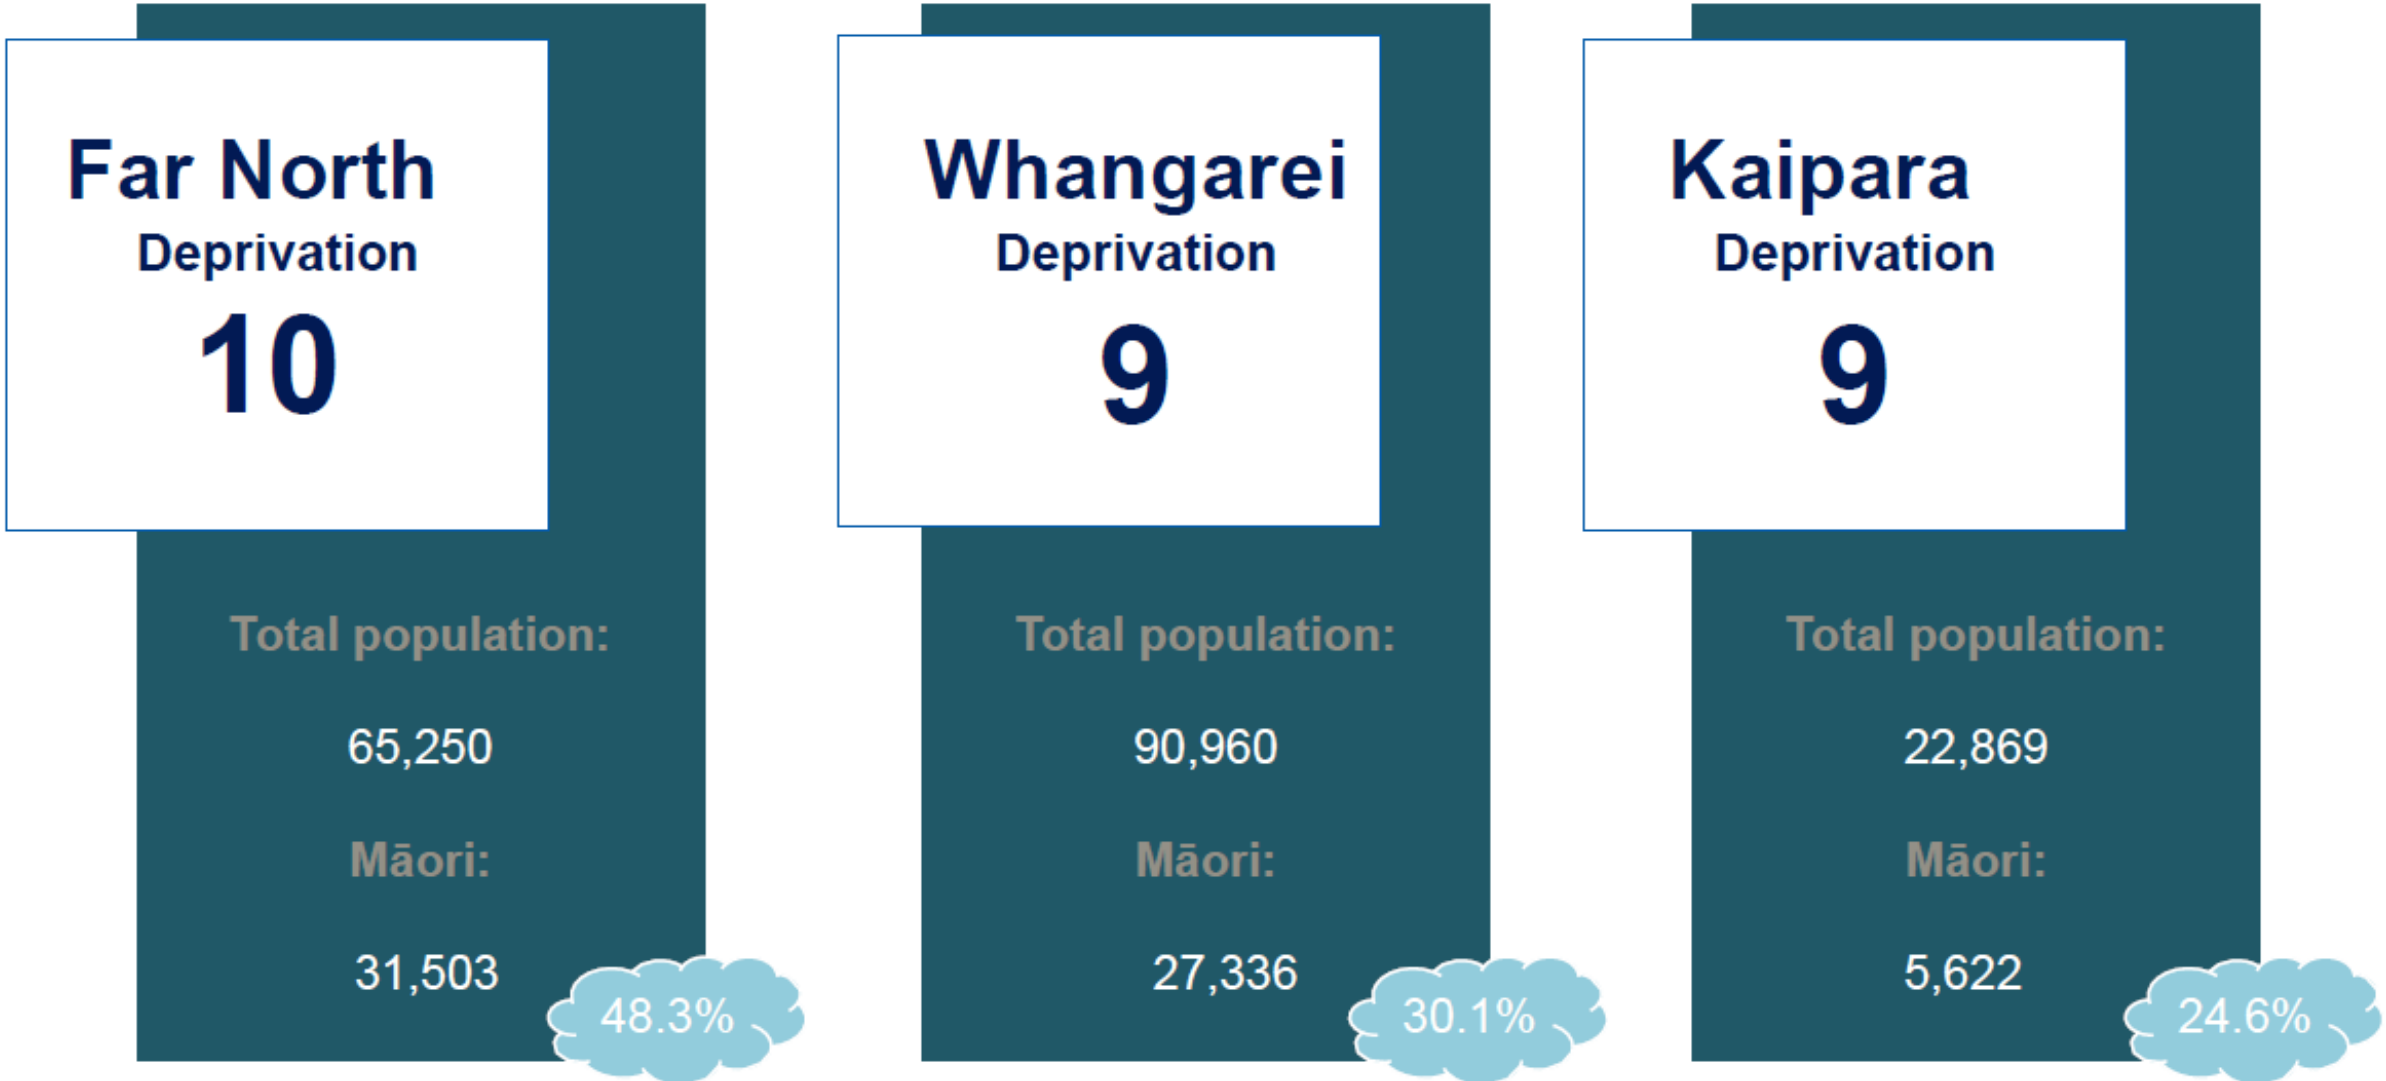 Far North
Deprivation
10
Total population:
65,250
Māori:
31,503
48.3%
Whangarei
Deprivation
9
Total population:
90,960
Māori:
27,336
30.1%
Kaipara
Deprivation
9
Total population:
22,869
Māori:
5,622
24.6%